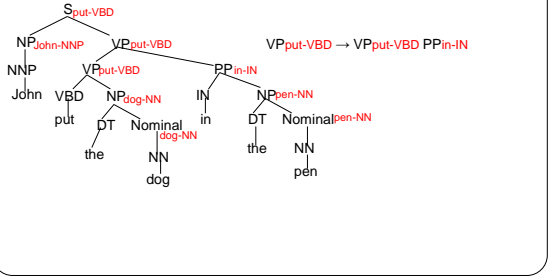 Sput-VBD
NPJohn-NNP VPput-VBD VPput-VBD → VPput-VBD PPin-IN
NNP VPput-VBD PPin-IN
John VBD NPdog-NN IN NPpen-NN
put DT Nominal in DT Nominalpen-NN
dog-NN
the NN the NN
dog pen